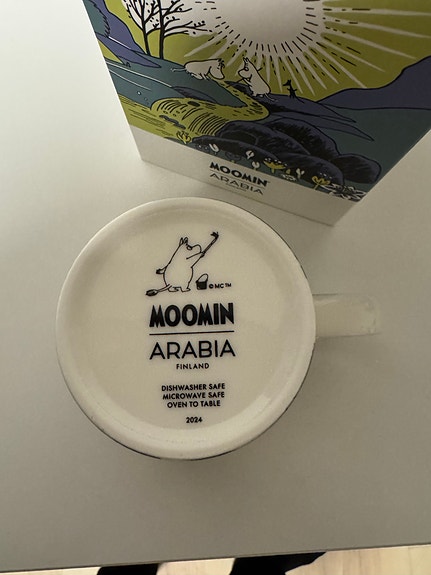 MOOMIN
ARABIA
©MC™
MOOMIN
ARABIA
FINLAND
DISHWASHER SAFE
MICROWAVE SAFE
OVEN TO TABLE
2024